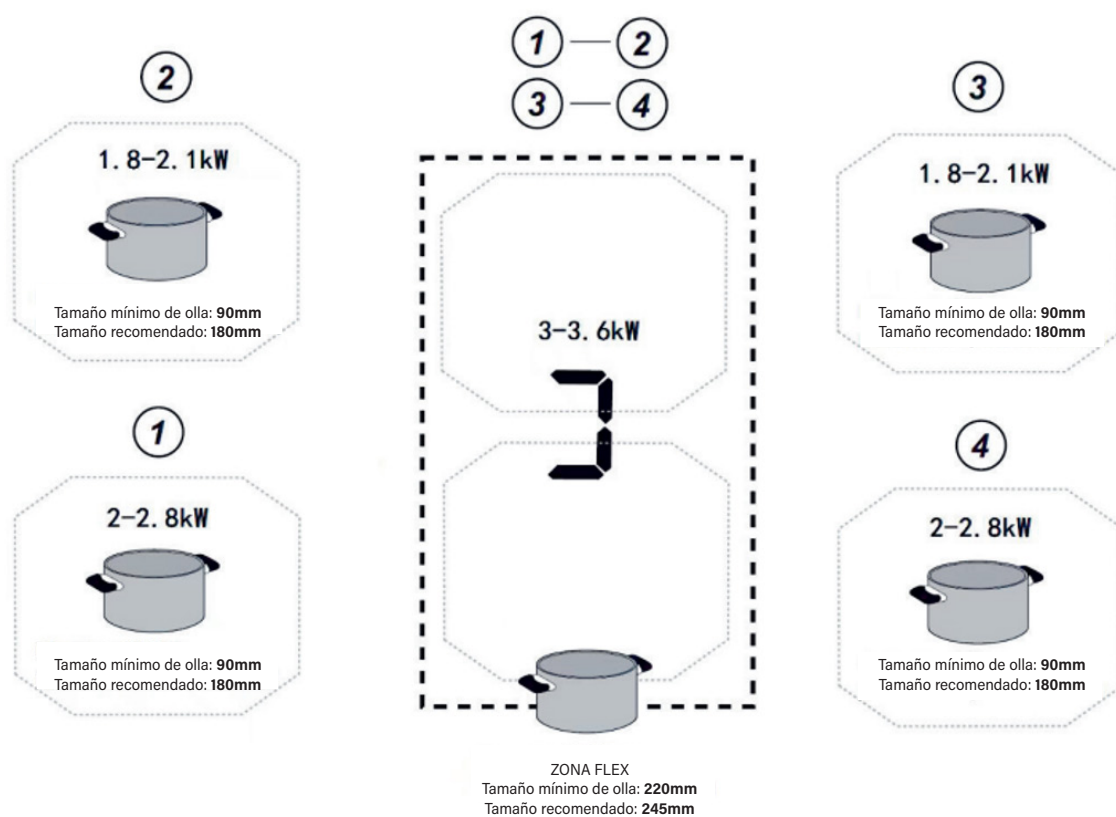 1 — 2
3 — 4
2
1.8-2.1kW
Tamaño mínimo de olla: 90mm
Tamaño recomendado: 180mm
3
1.8-2.1kW
Tamaño mínimo de olla: 90mm
Tamaño recomendado: 180mm
3-3.6kW
1
2-2.8kW
Tamaño mínimo de olla: 90mm
Tamaño recomendado: 180mm
4
2-2.8kW
Tamaño mínimo de olla: 90mm
Tamaño recomendado: 180mm
ZONA FLEX
Tamaño mínimo de olla: 220mm
Tamaño recomendado: 245mm